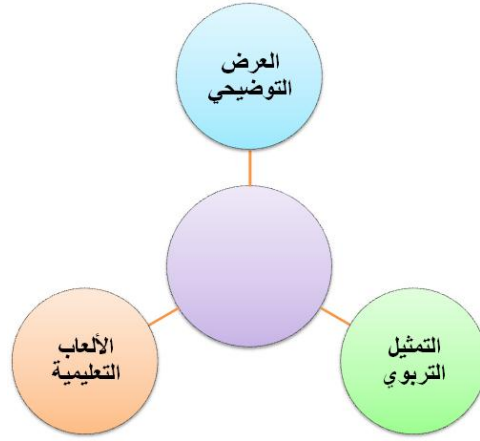 العرض
التوضيحي
التمثيل
التربوي
الألعاب
التعليمية